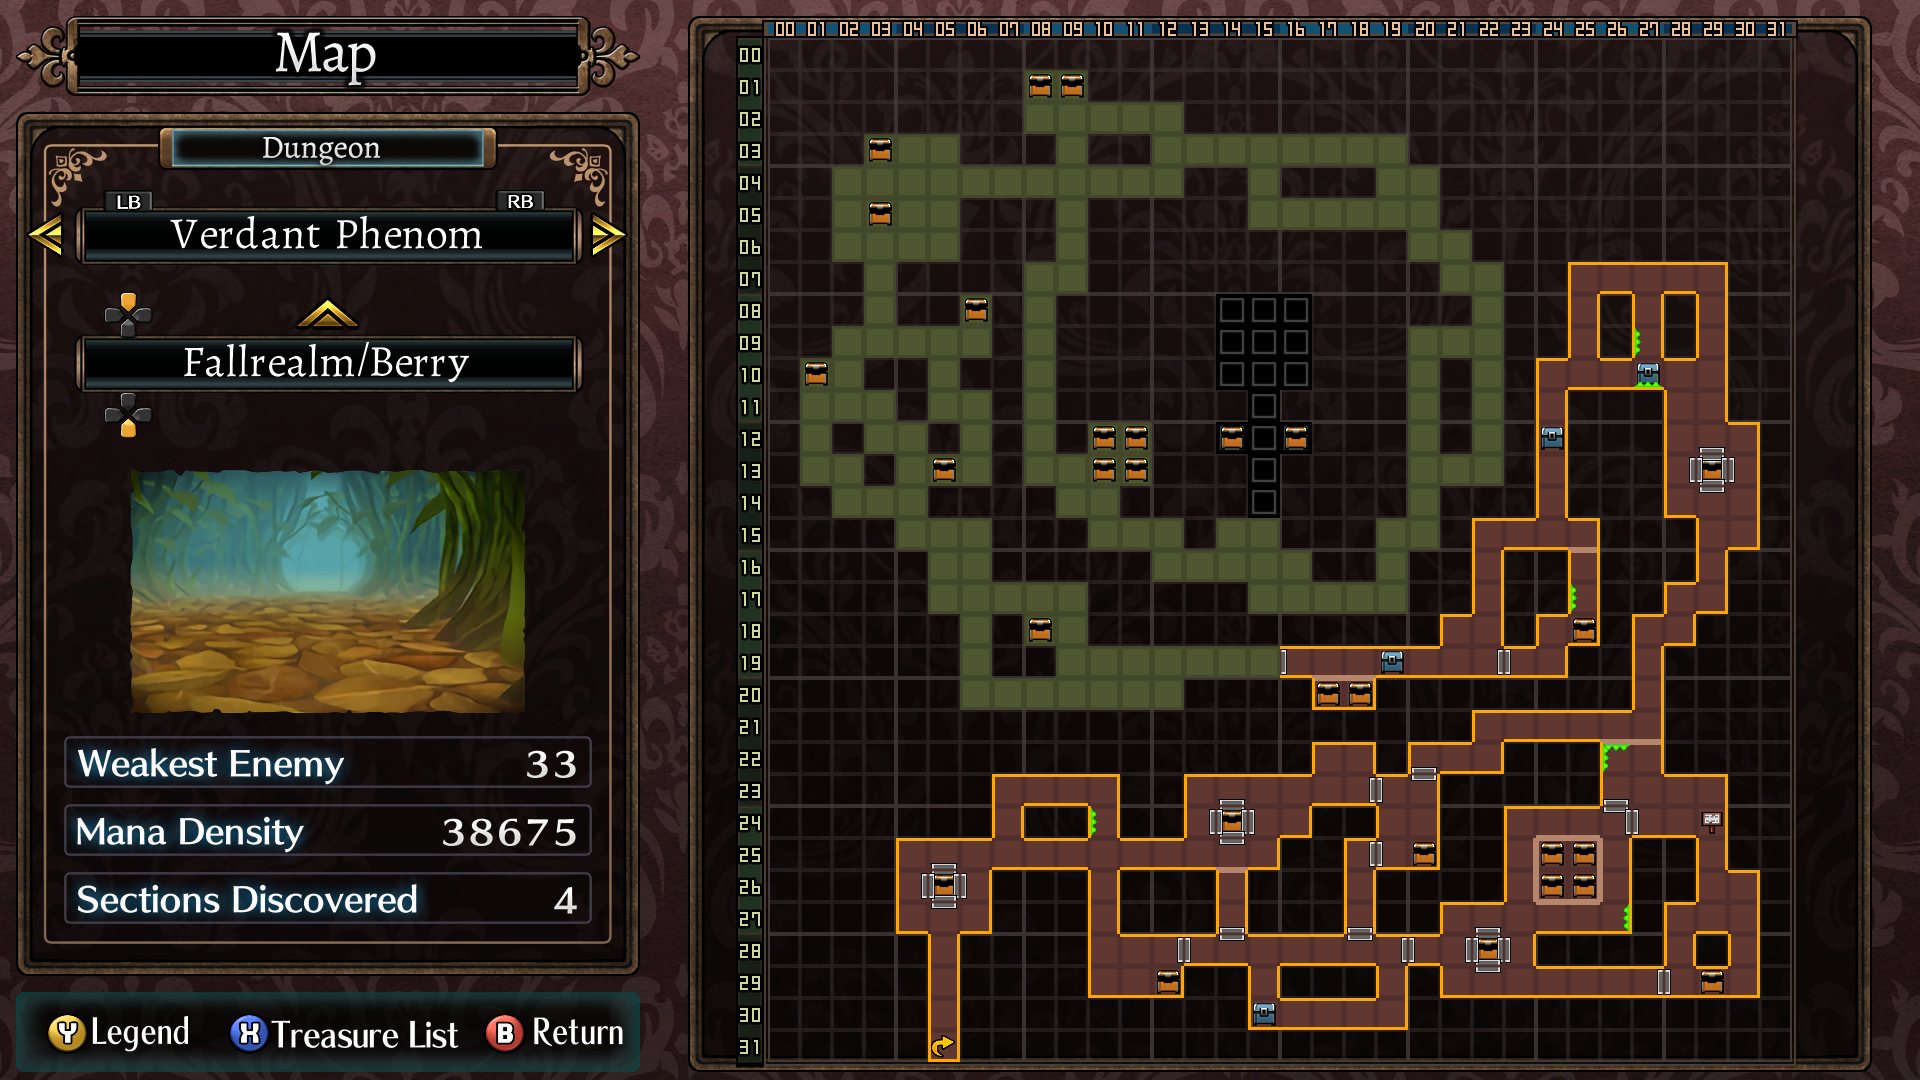 Map
Dungeon
LB
RB
Verdant Phenom
Fallrealm/Berry
Weakest Enemy 33
Mana Density 38675
Sections Discovered 4
Y Legend X Treasure List B Return
00 01 02 03 04 05 06 07 08 09 10 11 12 13 14 15 16 17 18 19 20 21 22 23 24 25 26 27 28 29 30 31
00
01
02
03
04
05
06
07
08
09
10
11
12
13
14
15
16
17
18
19
20
21
22
23
24
25
26
27
28
29
30
31